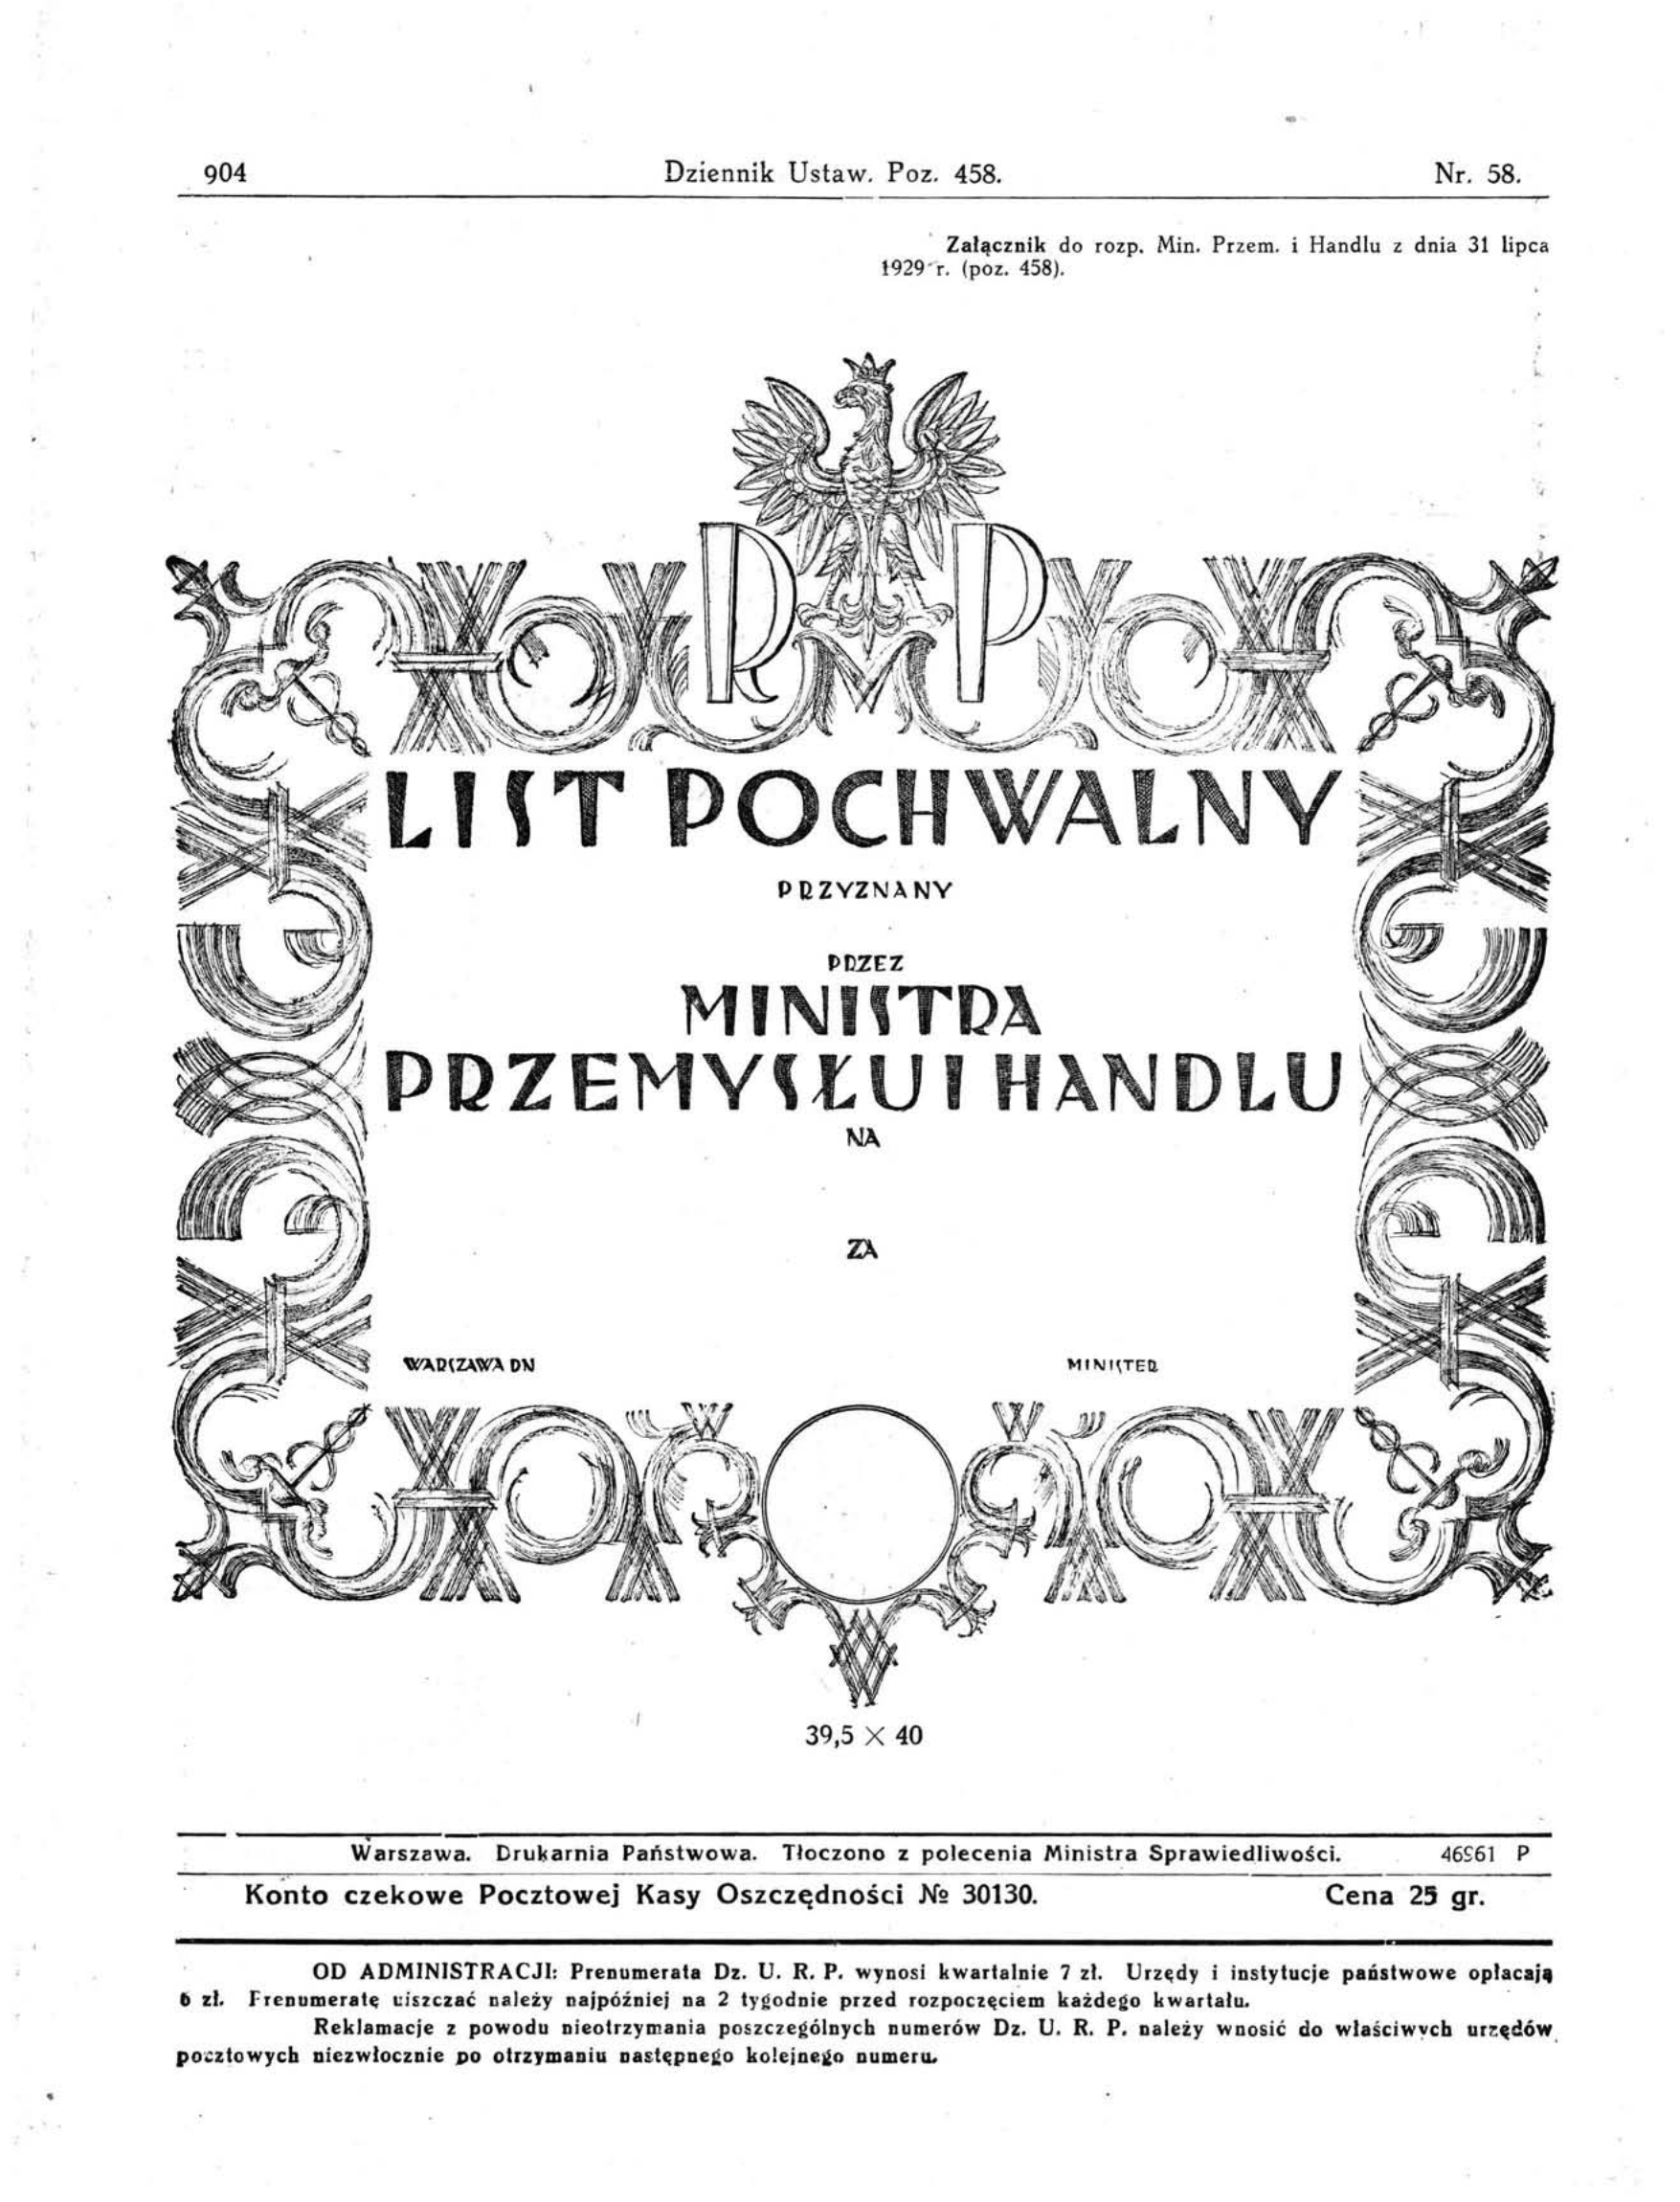 904 Dziennik Ustaw. Poz. 458. Nr. 58.
Załącznik do rozp. Min. Przem. i Handlu z dnia 31 lipca
1929 r. (poz. 458).
R P
LIST POCHWALNY
PRZYZNANY
PRZEZ
MINISTRA
PRZEMYSŁU I HANDLU
NA
ZA
WARSZAWA DN MINISTER
39,5 × 40
Warszawa. Drukarnia Państwowa. Tłoczono z polecenia Ministra Sprawiedliwości. 46961 P
Konto czekowe Pocztowej Kasy Oszczędności № 30130. Cena 25 gr.
OD ADMINISTRACJI: Prenumerata Dz. U. R. P. wynosi kwartalnie 7 zł. Urzędy i instytucje państwowe opłacają
6 zł. Prenumeratę uiszczać należy najpóźniej na 2 tygodnie przed rozpoczęciem każdego kwartału.
Reklamacje z powodu nieotrzymania poszczególnych numerów Dz. U. R. P. należy wnosić do właściwych urzędów
pocztowych niezwłocznie po otrzymaniu następnego kolejnego numeru.